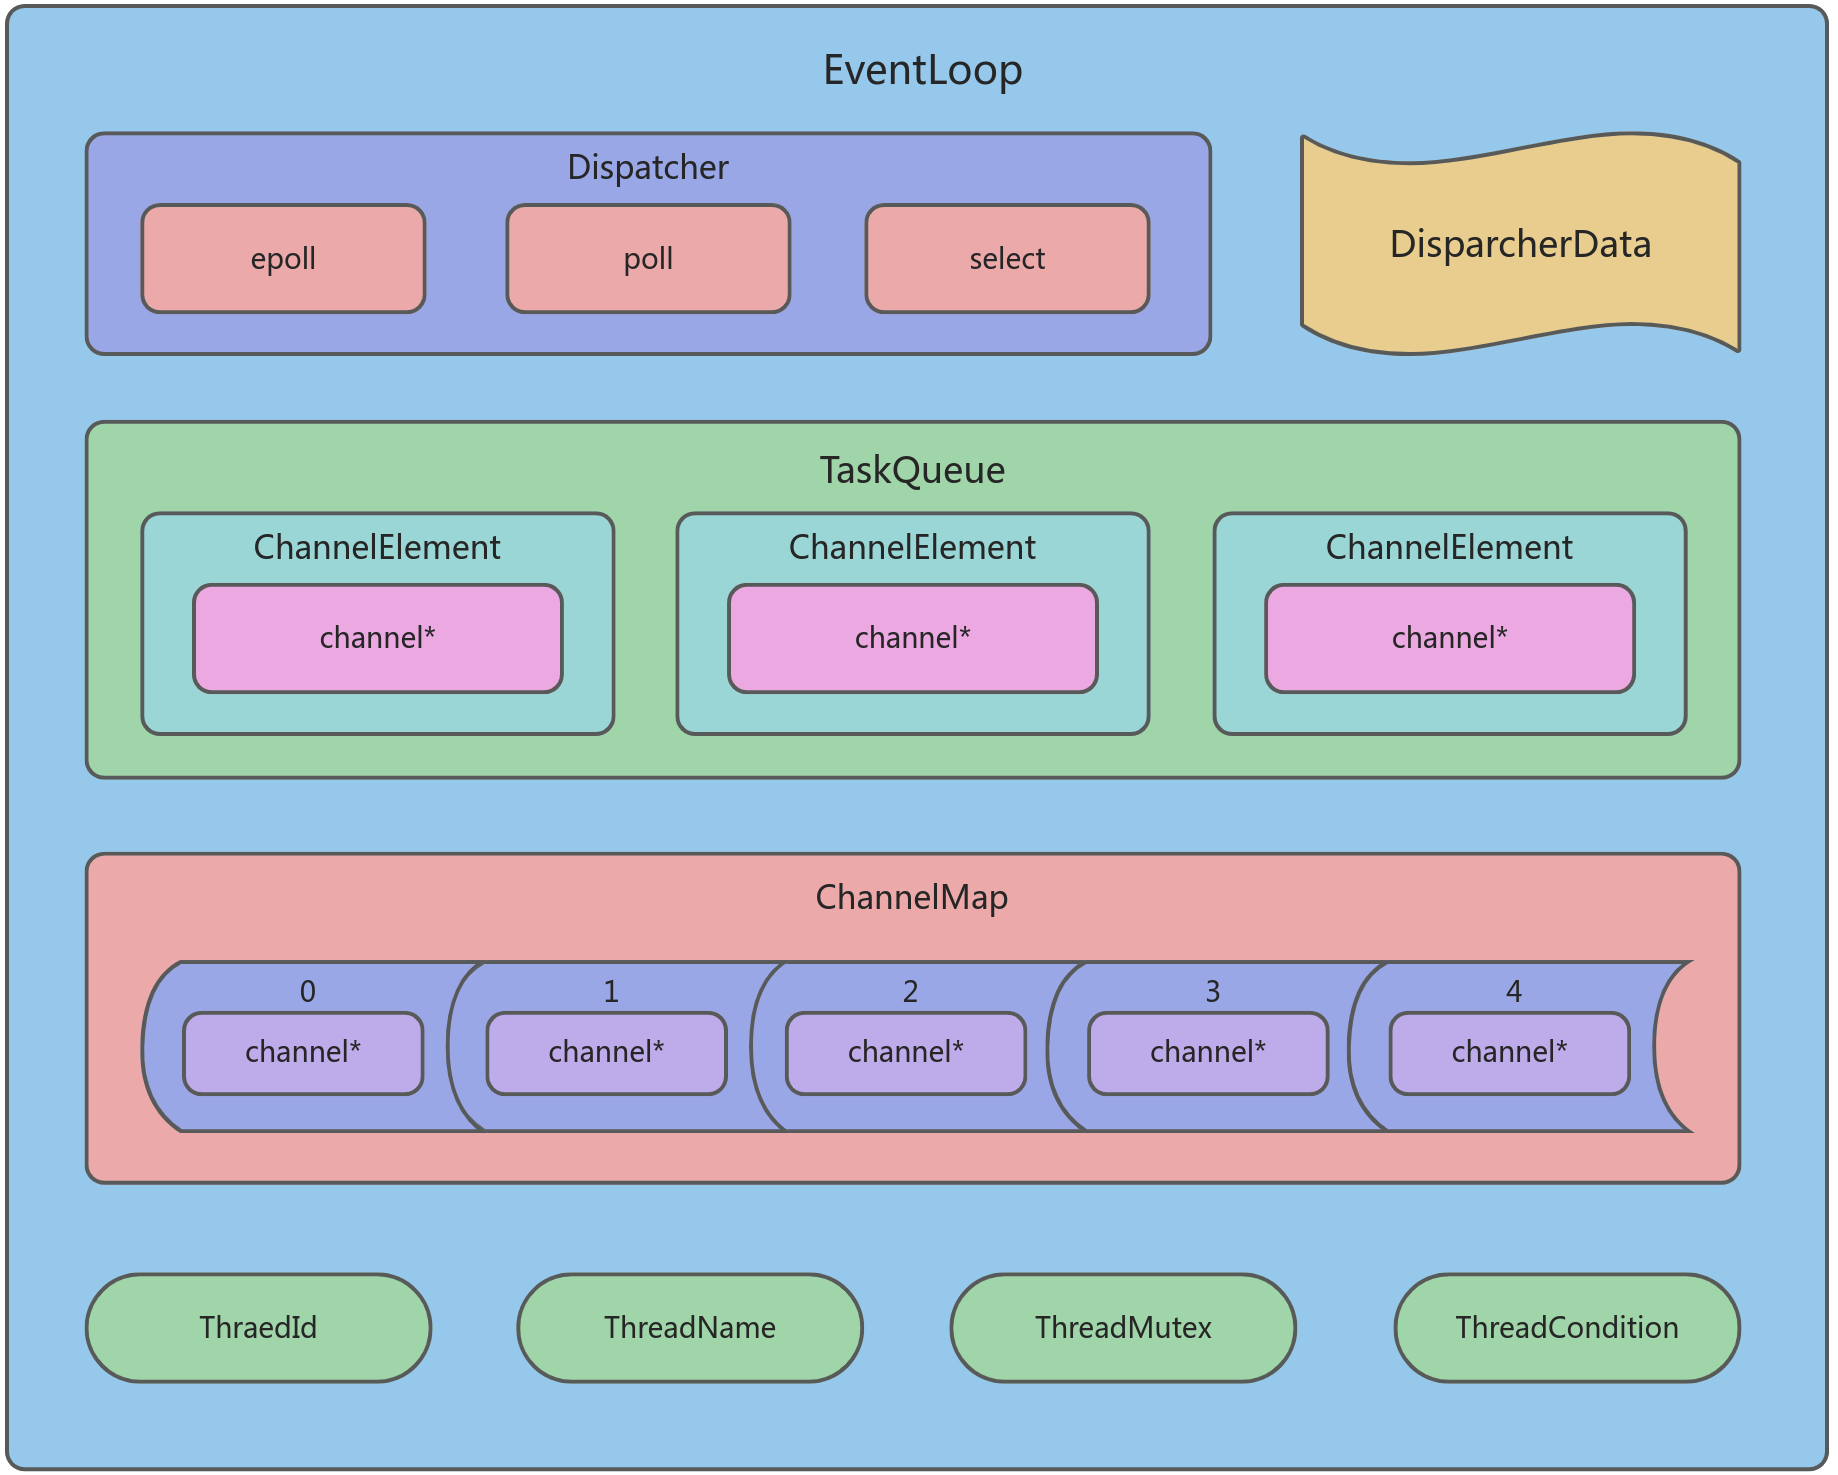 EventLoop
Dispatcher
epoll
poll
select
DisparcherData
TaskQueue
ChannelElement
channel*
ChannelElement
channel*
ChannelElement
channel*
ChannelMap
0
channel*
1
channel*
2
channel*
3
channel*
4
channel*
ThraedId
ThreadName
ThreadMutex
ThreadCondition